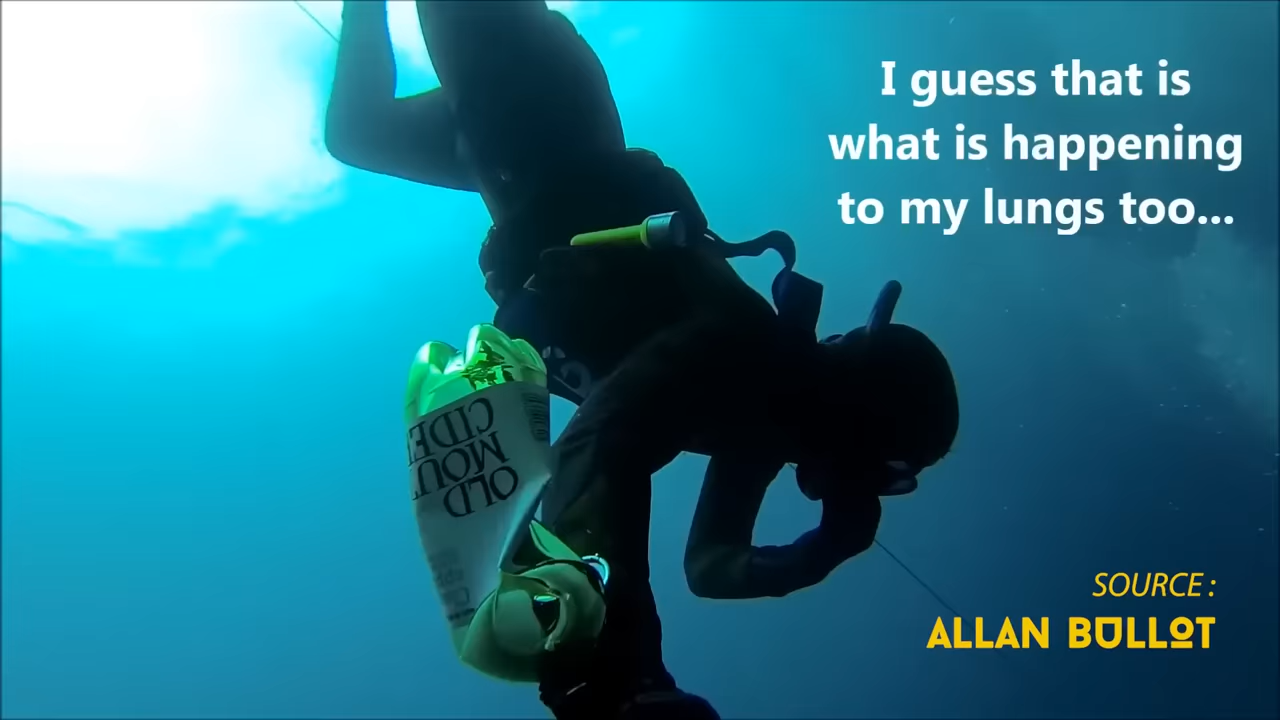 I guess that is
what is happening
to my lungs too...
OLD
MOUT
CIDER
SOURCE :
ALLAN BULLOT